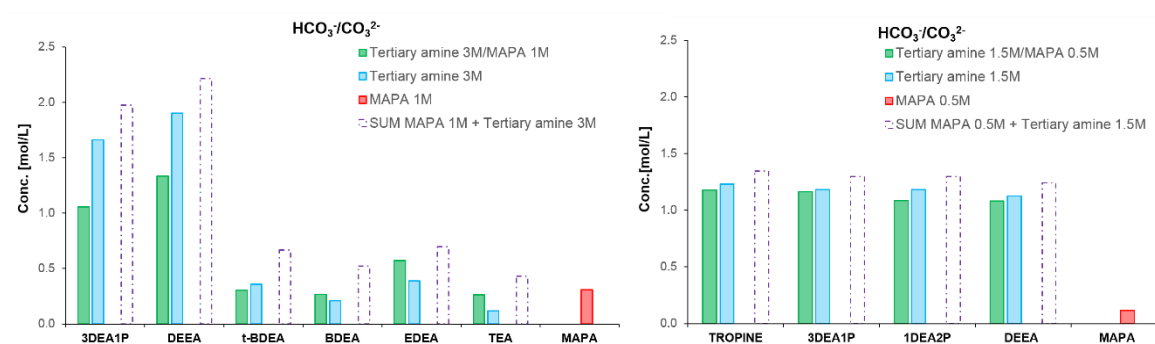 HCO₃⁻/CO₃²⁻
Tertiary amine 3M/MAPA 1M
Tertiary amine 3M
MAPA 1M
SUM MAPA 1M + Tertiary amine 3M
Conc. [mol/L]
2.5
2.0
1.5
1.0
0.5
0.0
3DEA1P DEEA t-BDEA BDEA EDEA TEA MAPA
HCO₃⁻/CO₃²⁻
Tertiary amine 1.5M/MAPA 0.5M
Tertiary amine 1.5M
MAPA 0.5M
SUM MAPA 0.5M + Tertiary amine 1.5M
Conc.[mol/L]
2.5
2.0
1.5
1.0
0.5
0.0
TROPINE 3DEA1P 1DEA2P DEEA MAPA